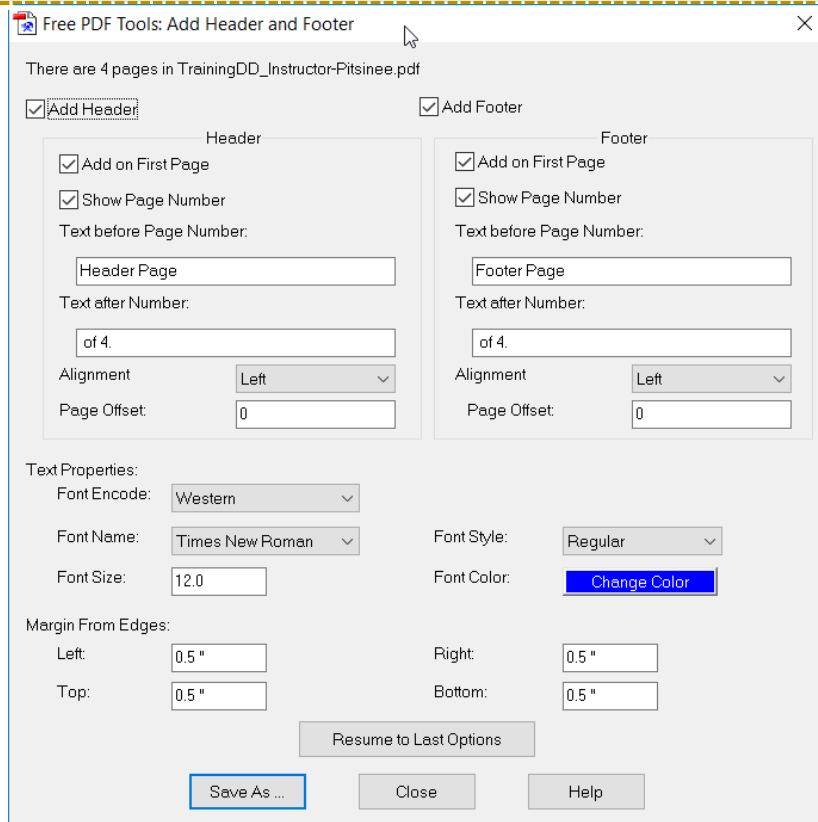 Free PDF Tools: Add Header and Footer
There are 4 pages in TrainingDD_Instructor-Pitsinee.pdf
Add Header
Add Footer
Header
Add on First Page
Show Page Number
Text before Page Number:
Header Page
Text after Number:
of 4.
Alignment
Left
Page Offset:
0
Footer
Add on First Page
Show Page Number
Text before Page Number:
Footer Page
Text after Number:
of 4.
Alignment
Left
Page Offset:
0
Text Properties:
Font Encode:
Western
Font Name:
Times New Roman
Font Style:
Regular
Font Size:
12.0
Font Color:
Change Color
Margin From Edges:
Left:
0.5 "
Right:
0.5 "
Top:
0.5 "
Bottom:
0.5 "
Resume to Last Options
Save As ...
Close
Help